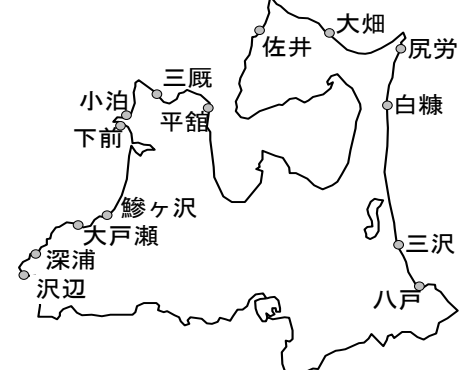 大畑
佐井
尻労
三厩
小泊
平舘
白糠
下前
鰺ヶ沢
大戸瀬
三沢
深浦
沢辺
八戸